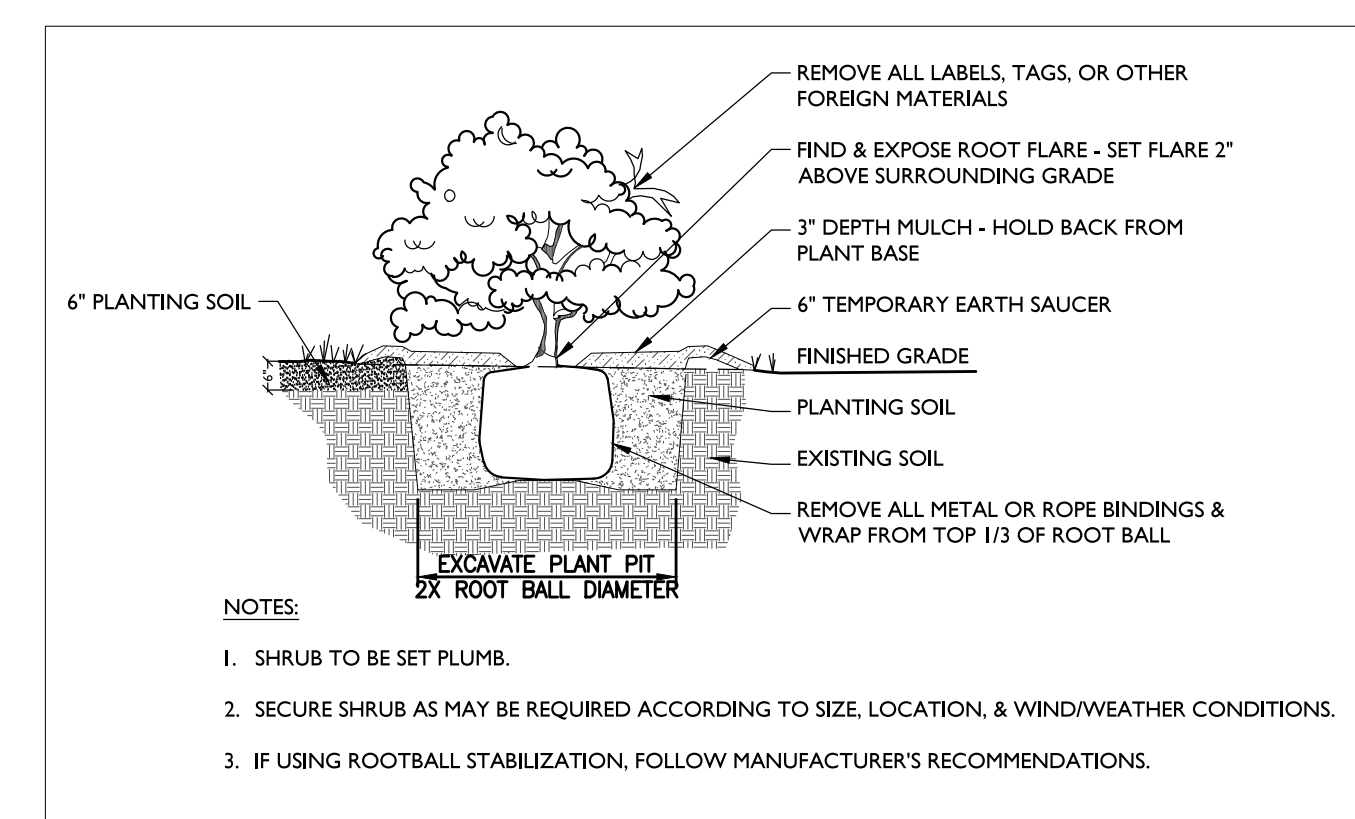 REMOVE ALL LABELS, TAGS, OR OTHER
FOREIGN MATERIALS
FIND & EXPOSE ROOT FLARE - SET FLARE 2"
ABOVE SURROUNDING GRADE
3" DEPTH MULCH - HOLD BACK FROM
PLANT BASE
6" PLANTING SOIL
6" TEMPORARY EARTH SAUCER
FINISHED GRADE
6"
PLANTING SOIL
EXISTING SOIL
REMOVE ALL METAL OR ROPE BINDINGS &
WRAP FROM TOP 1/3 OF ROOT BALL
EXCAVATE PLANT PIT
2X ROOT BALL DIAMETER
NOTES:
1. SHRUB TO BE SET PLUMB.
2. SECURE SHRUB AS MAY BE REQUIRED ACCORDING TO SIZE, LOCATION, & WIND/WEATHER CONDITIONS.
3. IF USING ROOTBALL STABILIZATION, FOLLOW MANUFACTURER'S RECOMMENDATIONS.